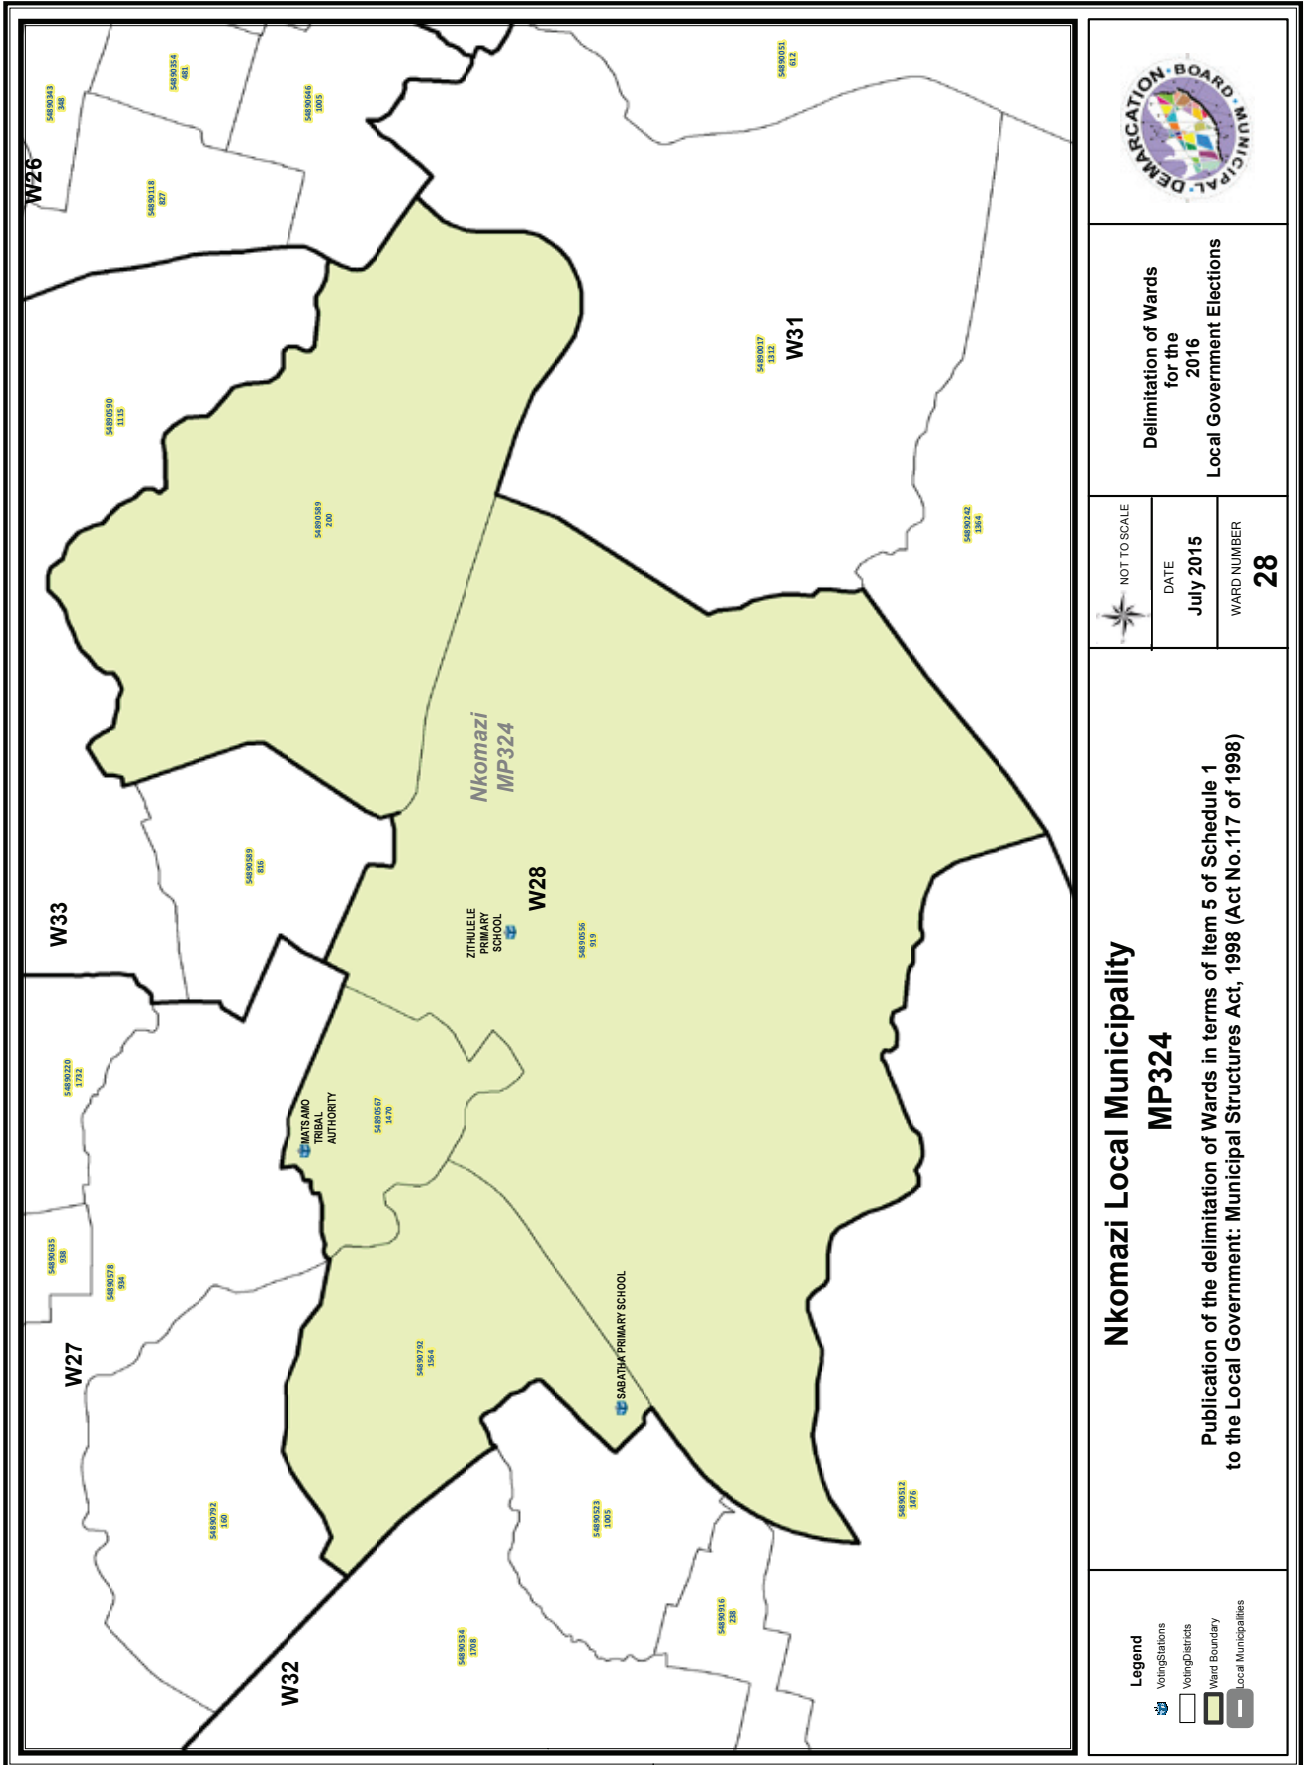 W26
54890343
348
54890354
481
54890646
1005
54890051
612
54890118
827
54890590
1115
54890017
1312
W31
54890589
200
54890242
1364
Nkomazi
MP324
W33
54890589
816
ZITHULELE
PRIMARY
SCHOOL
W28
54890556
919
54890220
1732
MATSAMO
TRIBAL
AUTHORITY
54890567
1470
54890635
938
54890578
934
W27
54890792
1564
SABATHA PRIMARY SCHOOL
54890792
160
54890523
1005
54890512
1476
54890916
238
54890534
1708
W32
Legend
VotingStations
VotingDistricts
Ward Boundary
Local Municipalities
Nkomazi Local Municipality
MP324
Publication of the delimitation of Wards in terms of Item 5 of Schedule 1
to the Local Government: Municipal Structures Act, 1998 (Act No.117 of 1998)
NOT TO SCALE
DATE
July 2015
WARD NUMBER
28
Delimitation of Wards
for the
2016
Local Government Elections
MUNICIPAL · DEMARCATION · BOARD ·